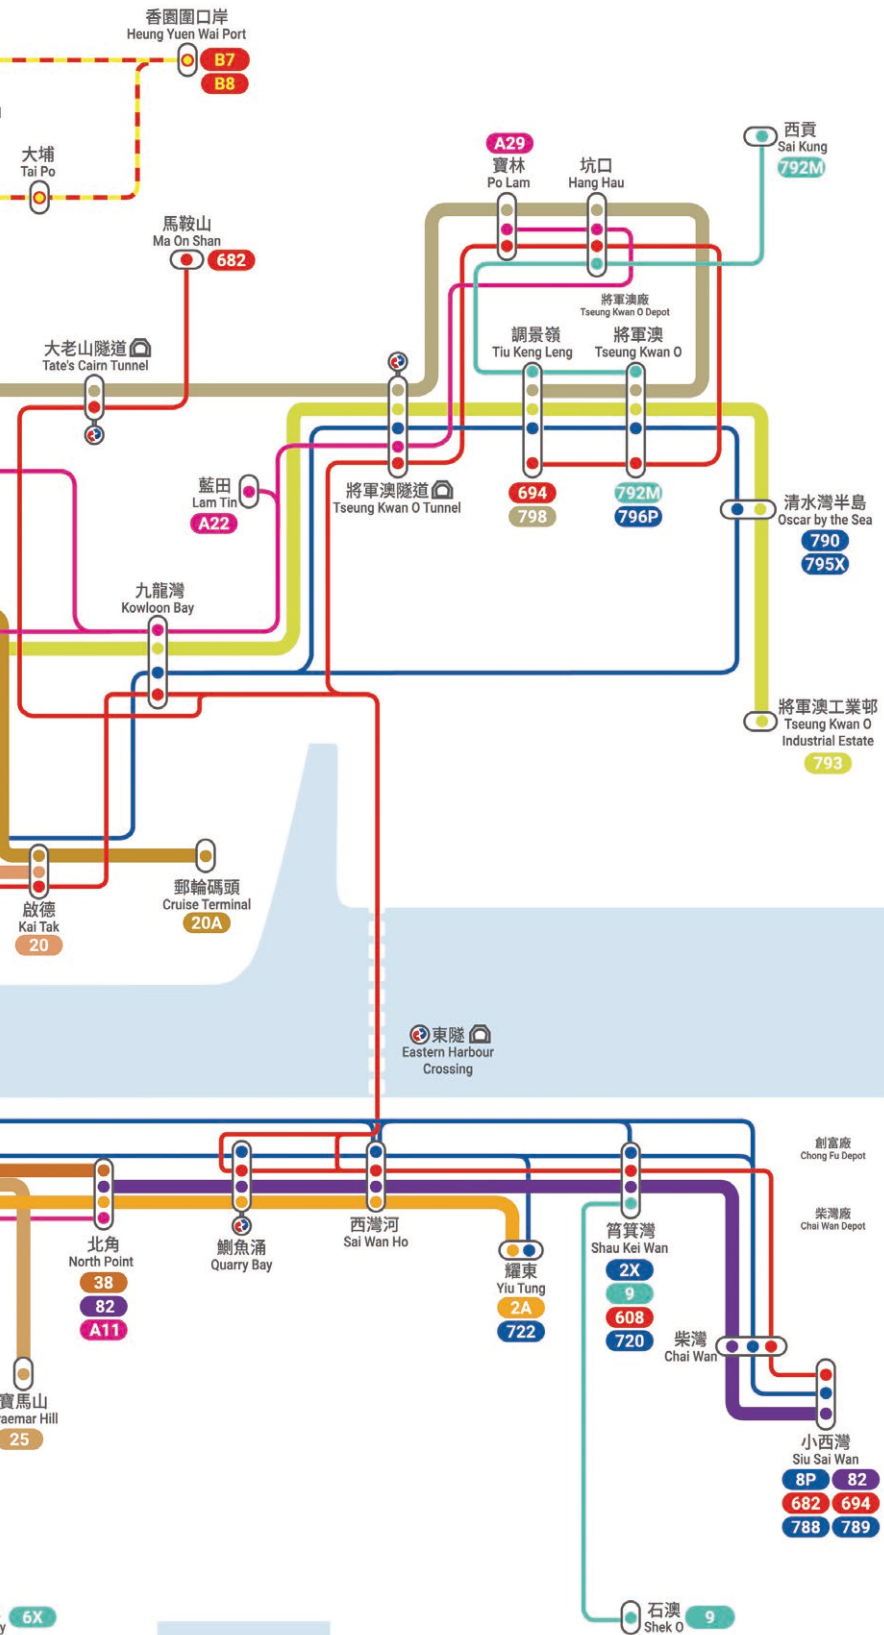 香園圍口岸
Heung Yuen Wai Port
B7
B8
大埔
Tai Po
馬鞍山
Ma On Shan
682
A29
寶林
Po Lam
坑口
Hang Hau
西貢
Sai Kung
792M
將軍澳廠
Tseung Kwan O Depot
大老山隧道
Tate's Cairn Tunnel
調景嶺
Tiu Keng Leng
將軍澳
Tseung Kwan O
藍田
Lam Tin
A22
將軍澳隧道
Tseung Kwan O Tunnel
694
798
792M
796P
清水灣半島
Oscar by the Sea
790
795X
九龍灣
Kowloon Bay
將軍澳工業邨
Tseung Kwan O
Industrial Estate
793
啟德
Kai Tak
20
郵輪碼頭
Cruise Terminal
20A
東隧
Eastern Harbour
Crossing
創富廠
Chong Fu Depot
柴灣廠
Chai Wan Depot
北角
North Point
38
82
A11
鰂魚涌
Quarry Bay
西灣河
Sai Wan Ho
耀東
Yiu Tung
2A
722
筲箕灣
Shau Kei Wan
2X
9
608
720
柴灣
Chai Wan
寶馬山
raemar Hill
25
小西灣
Siu Sai Wan
8P 82
682 694
788 789
6X
y
石澳
Shek O
9